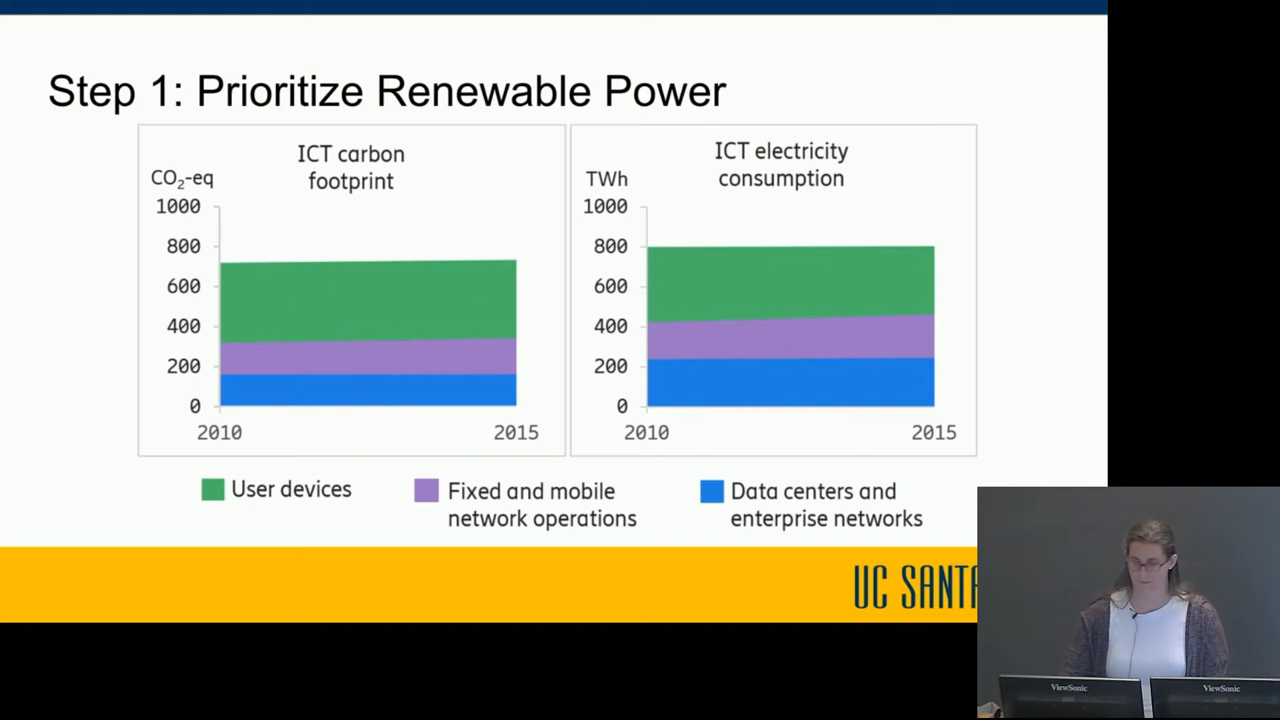 Step 1: Prioritize Renewable Power
ICT carbon
footprint
CO₂-eq
1000
800
600
400
200
0
2010
2015
ICT electricity
consumption
TWh
1000
800
600
400
200
0
2010
2015
User devices
Fixed and mobile
network operations
Data centers and
enterprise networks
UC SANTA
ViewSonic
ViewSonic